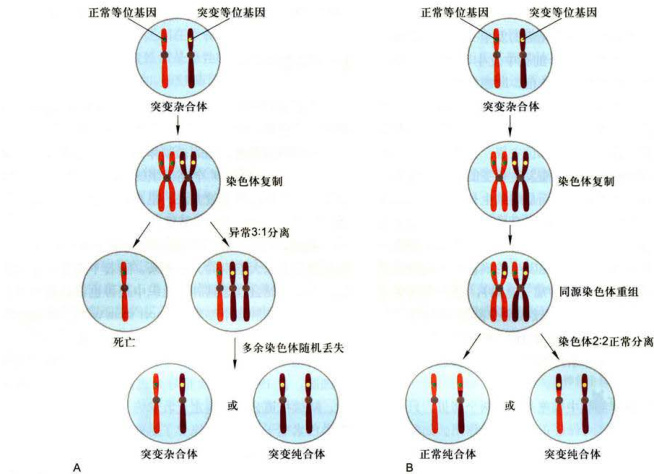 正常等位基因 突变等位基因
突变杂合体
染色体复制
异常3:1分离
死亡
多余染色体随机丢失
或
突变杂合体 突变纯合体
A
正常等位基因 突变等位基因
突变杂合体
染色体复制
同源染色体重组
染色体2:2正常分离
或
正常纯合体 突变纯合体
B